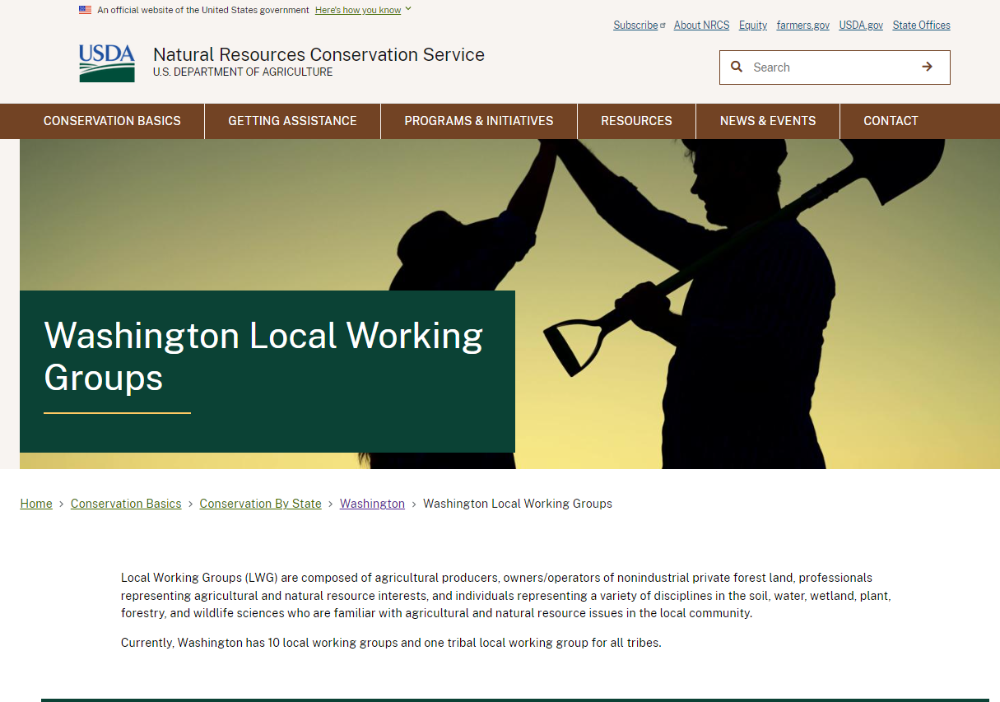 An official website of the United States government Here's how you know
Subscribe About NRCS Equity farmers.gov USDA.gov State Offices
USDA
Natural Resources Conservation Service
U.S. DEPARTMENT OF AGRICULTURE
Search
CONSERVATION BASICS GETTING ASSISTANCE PROGRAMS & INITIATIVES RESOURCES NEWS & EVENTS CONTACT
Washington Local Working
Groups
Home > Conservation Basics > Conservation By State > Washington > Washington Local Working Groups
Local Working Groups (LWG) are composed of agricultural producers, owners/operators of nonindustrial private forest land, professionals
representing agricultural and natural resource interests, and individuals representing a variety of disciplines in the soil, water, wetland, plant,
forestry, and wildlife sciences who are familiar with agricultural and natural resource issues in the local community.
Currently, Washington has 10 local working groups and one tribal local working group for all tribes.